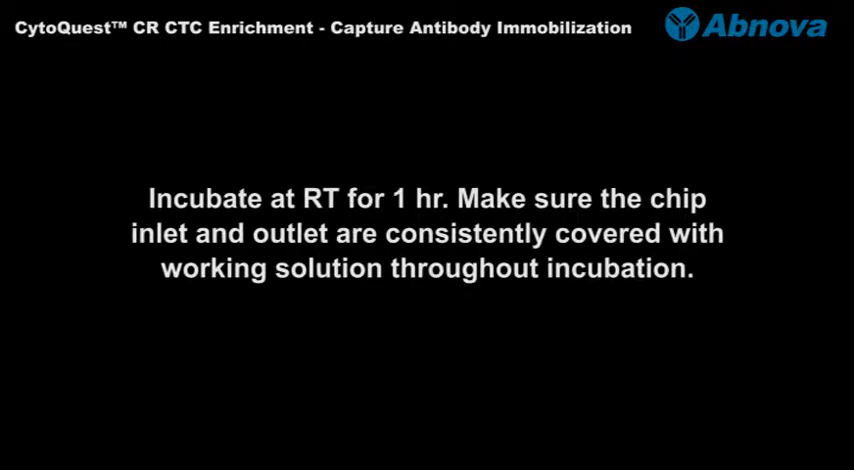 CytoQuest™ CR CTC Enrichment - Capture Antibody Immobilization
Abnova
Incubate at RT for 1 hr. Make sure the chip
inlet and outlet are consistently covered with
working solution throughout incubation.